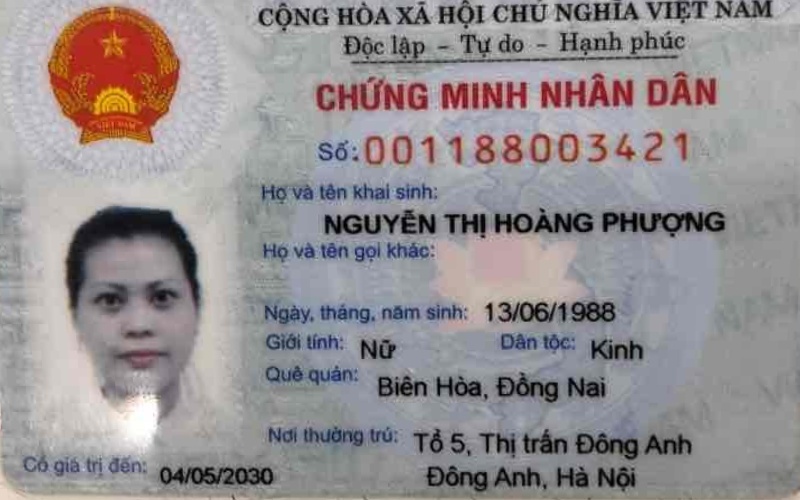 CỘNG HÒA XÃ HỘI CHỦ NGHĨA VIỆT NAM
Độc lập - Tự do - Hạnh phúc
CHỨNG MINH NHÂN DÂN
Số: 001188003421
Họ và tên khai sinh:
NGUYỄN THỊ HOÀNG PHƯỢNG
Họ và tên gọi khác:
Ngày, tháng, năm sinh: 13/06/1988
Giới tính: Nữ Dân tộc: Kinh
Quê quán: Biên Hòa, Đồng Nai
Nơi thường trú: Tổ 5, Thị trấn Đông Anh
Đông Anh, Hà Nội
Có giá trị đến: 04/05/2030